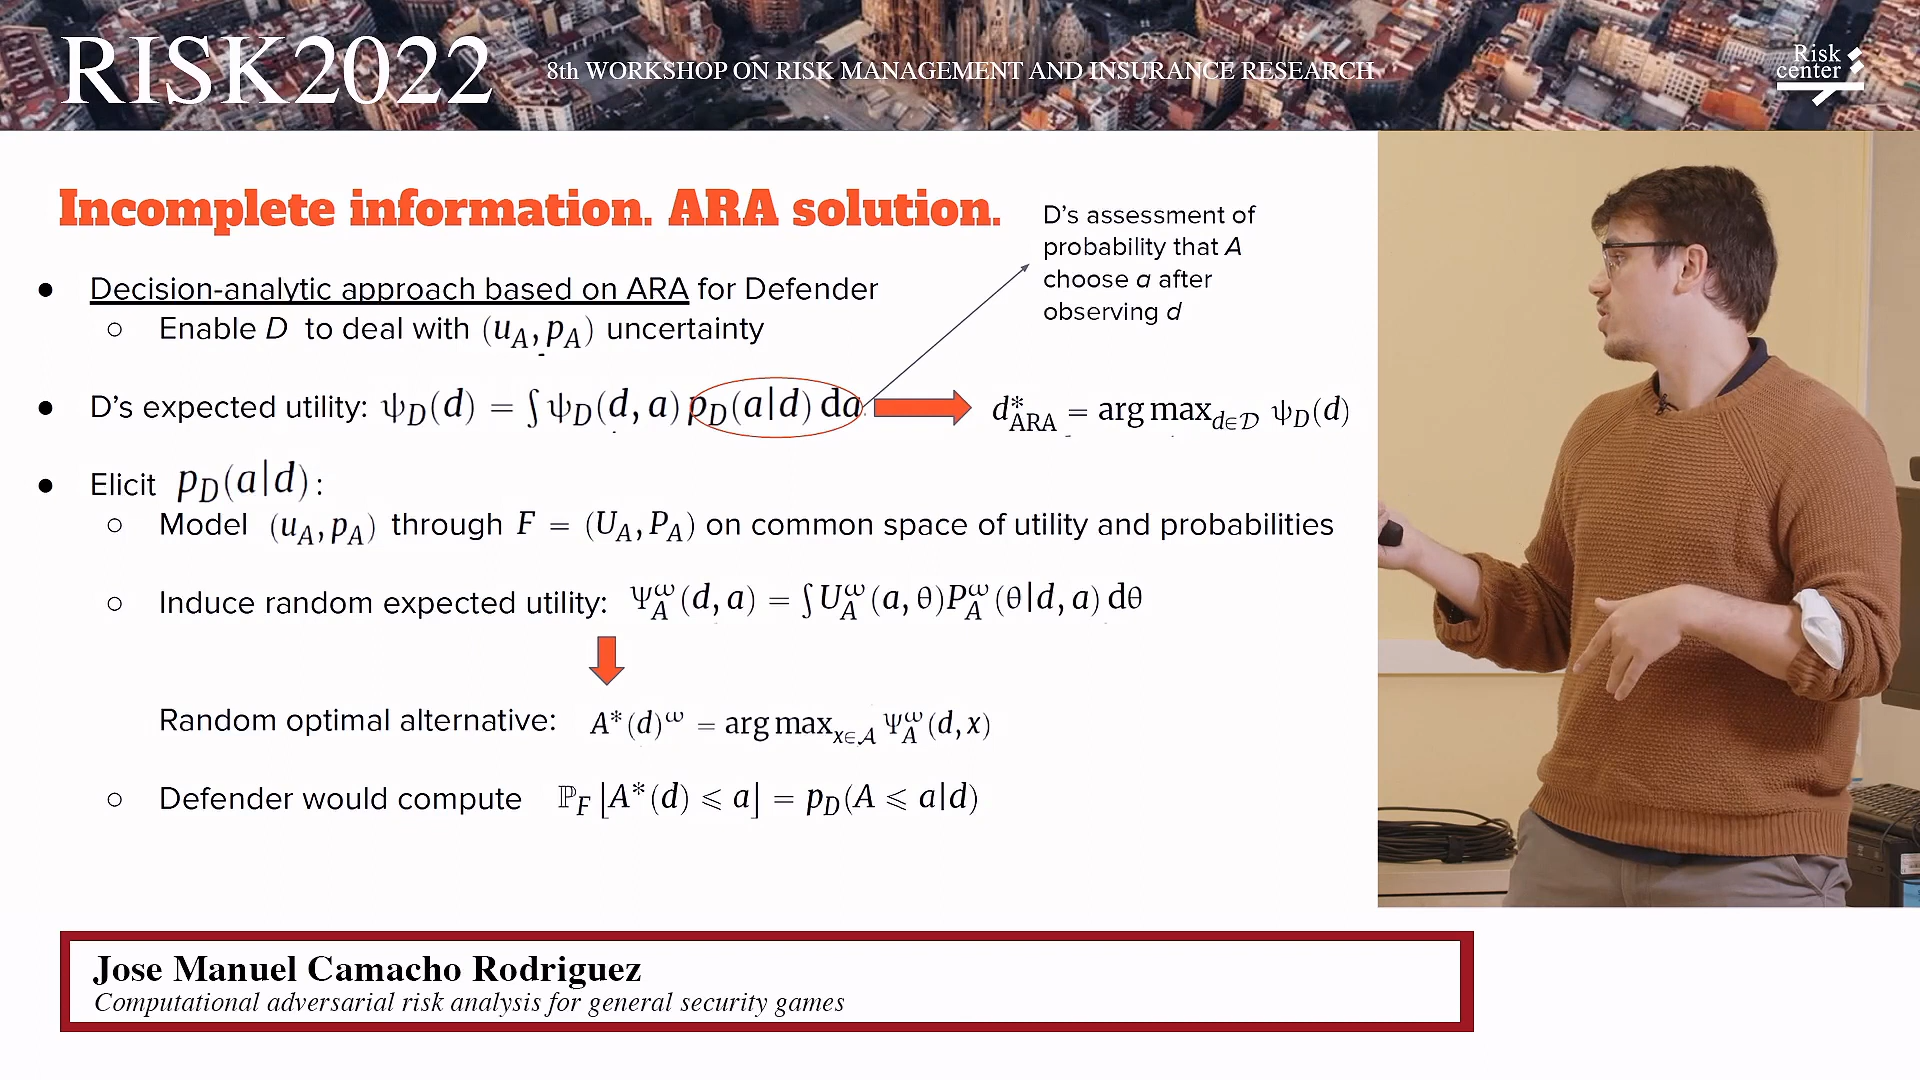 RISK2022
8th WORKSHOP ON RISK MANAGEMENT AND INSURANCE RESEARCH
Risk
center
Incomplete information. ARA solution.
D's assessment of
probability that A
choose a after
observing d
● Decision-analytic approach based on ARA for Defender
○ Enable D to deal with (u_A, p_A) uncertainty
● D's expected utility: ψ_D(d) = ∫ ψ_D(d, a) p_D(a|d) da
d*_ARA = arg max_{d∈𝒟} ψ_D(d)
● Elicit p_D(a|d) :
○ Model (u_A, p_A) through F = (U_A, P_A) on common space of utility and probabilities
○ Induce random expected utility: Ψ_A^ω(d, a) = ∫ U_A^ω(a, θ)P_A^ω(θ|d, a) dθ
Random optimal alternative: A*(d)^ω = arg max_{x∈𝒜} Ψ_A^ω(d, x)
○ Defender would compute ℙ_F [A*(d) ⩽ a] = p_D(A ⩽ a|d)
Jose Manuel Camacho Rodriguez
Computational adversarial risk analysis for general security games